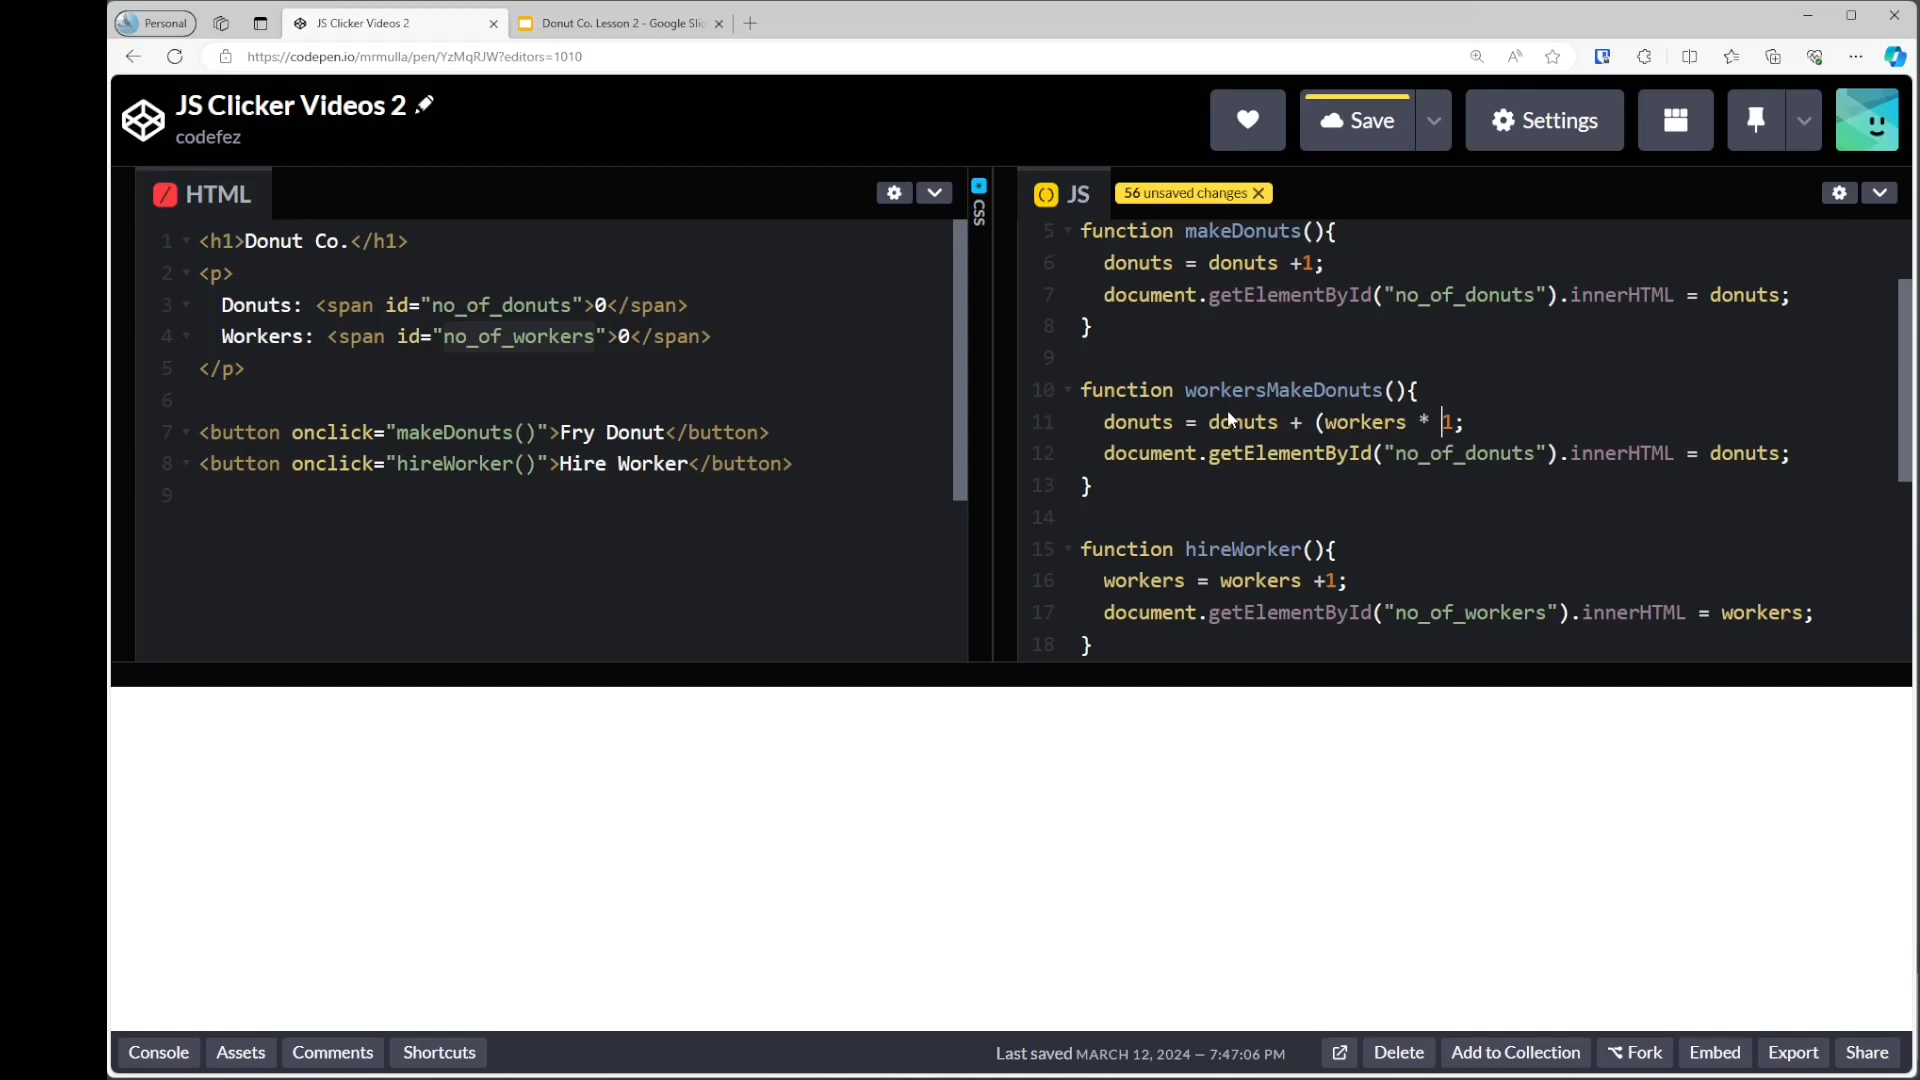 Personal
JS Clicker Videos 2
Donut Co. Lesson 2 - Google Slic
https://codepen.io/mrmulla/pen/YzMqRJW?editors=1010
JS Clicker Videos 2
codefez
Save
Settings
HTML
1 <h1>Donut Co.</h1>
2 <p>
3 Donuts: <span id="no_of_donuts">0</span>
4 Workers: <span id="no_of_workers">0</span>
5 </p>
6
7 <button onclick="makeDonuts()">Fry Donut</button>
8 <button onclick="hireWorker()">Hire Worker</button>
9
* CSS
JS
56 unsaved changes
5 function makeDonuts(){
6 donuts = donuts +1;
7 document.getElementById("no_of_donuts").innerHTML = donuts;
8 }
9
10 function workersMakeDonuts(){
11 donuts = donuts + (workers * 1;
12 document.getElementById("no_of_donuts").innerHTML = donuts;
13 }
14
15 function hireWorker(){
16 workers = workers +1;
17 document.getElementById("no_of_workers").innerHTML = workers;
18 }
Console
Assets
Comments
Shortcuts
Last saved MARCH 12, 2024 — 7:47:06 PM
Delete
Add to Collection
Fork
Embed
Export
Share